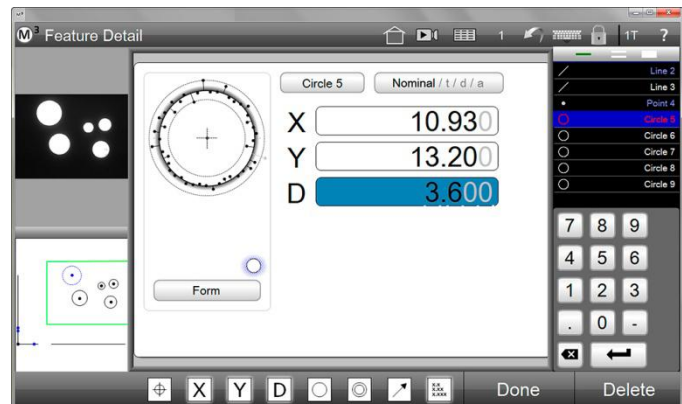 M3 Feature Detail
1
1T
?
Circle 5
Nominal / t / d / a
X
10.930
Y
13.200
D
3.600
Form
Line 2
Line 3
Point 4
Circle 5
Circle 6
Circle 7
Circle 8
Circle 9
7 8 9
4 5 6
1 2 3
. 0 -
X Y D
X.X
X.XX
X.XXX
Done
Delete